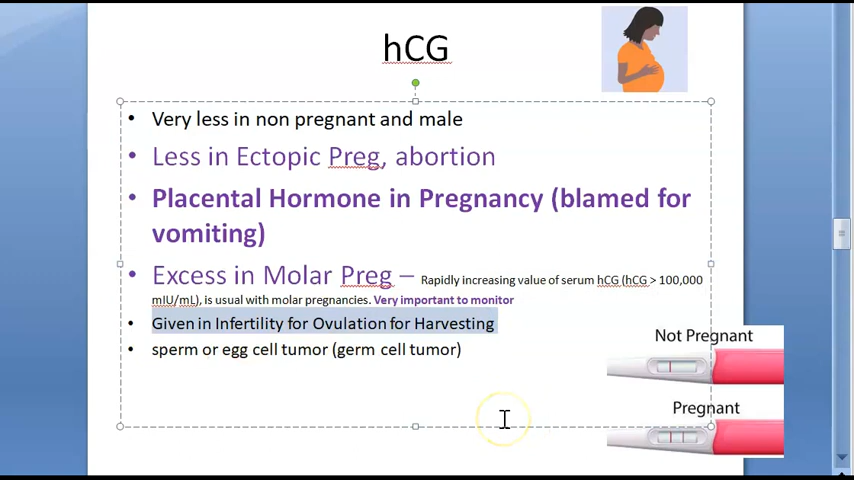 hCG
• Very less in non pregnant and male
• Less in Ectopic Preg, abortion
• Placental Hormone in Pregnancy (blamed for
vomiting)
• Excess in Molar Preg – Rapidly increasing value of serum hCG (hCG > 100,000
mIU/mL), is usual with molar pregnancies. Very important to monitor
• Given in Infertility for Ovulation for Harvesting
• sperm or egg cell tumor (germ cell tumor)
Not Pregnant
Pregnant